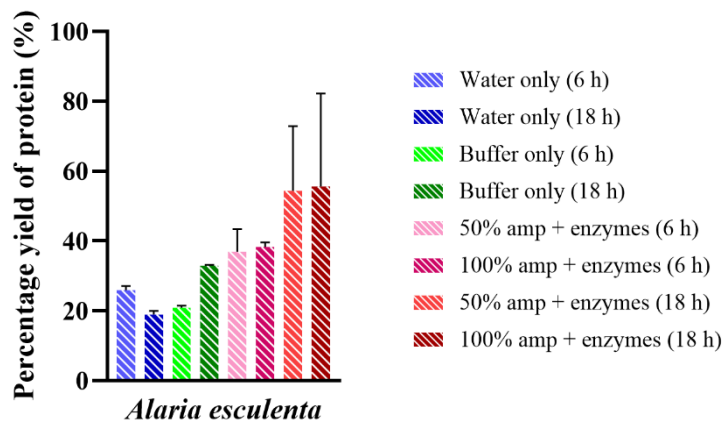 Percentage yield of protein (%)
100
80
60
40
20
0
Alaria esculenta
Water only (6 h)
Water only (18 h)
Buffer only (6 h)
Buffer only (18 h)
50% amp + enzymes (6 h)
100% amp + enzymes (6 h)
50% amp + enzymes (18 h)
100% amp + enzymes (18 h)